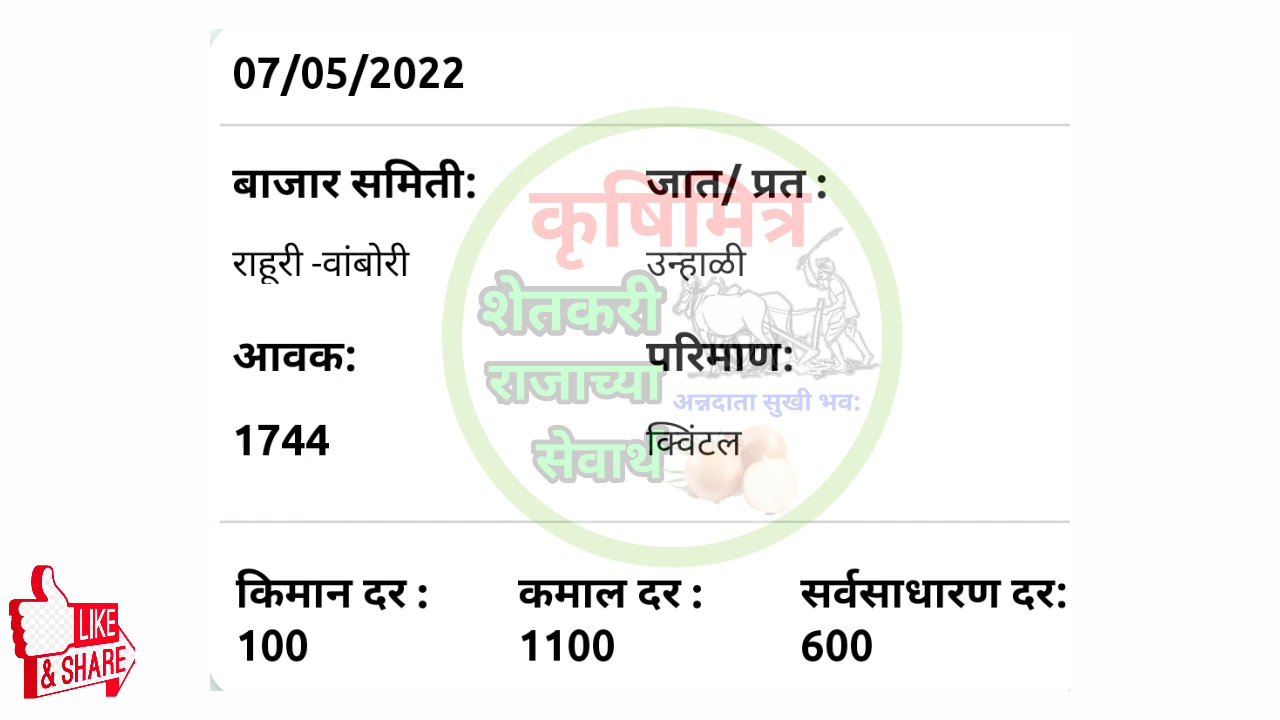 07/05/2022
बाजार समिती: जात/ प्रत :
राहूरी -वांबोरी उन्हाळी
आवक: परिमाण:
1744 क्विंटल
किमान दर : कमाल दर : सर्वसाधारण दर:
100 1100 600
कृषिमित्र
शेतकरी
राजाच्या
सेवार्थ
अन्नदाता सुखी भव:
LIKE
& SHARE